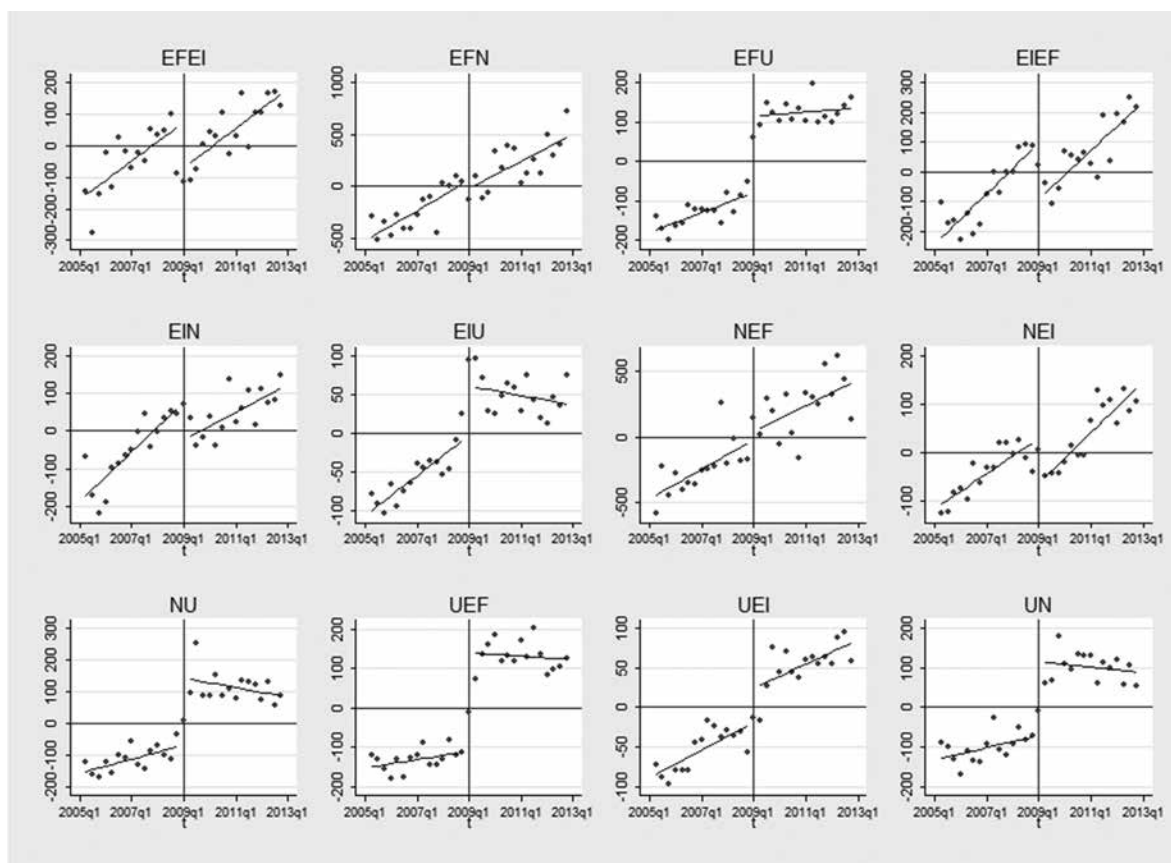 EFEI EFN EFU EIEF
-300-200-100 0 100 200
-500 0 500 1000
-200 -100 0 100 200
-200 -100 0 100 200 300
2005q1 2007q1 2009q1 2011q1 2013q1
t
2005q1 2007q1 2009q1 2011q1 2013q1
t
2005q1 2007q1 2009q1 2011q1 2013q1
t
2005q1 2007q1 2009q1 2011q1 2013q1
t
EIN EIU NEF NEI
-200 -100 0 100 200
-100 -50 0 50 100
-500 0 500
-100 0 100 200
2005q1 2007q1 2009q1 2011q1 2013q1
t
2005q1 2007q1 2009q1 2011q1 2013q1
t
2005q1 2007q1 2009q1 2011q1 2013q1
t
2005q1 2007q1 2009q1 2011q1 2013q1
t
NU UEF UEI UN
-200 -100 0 100 200 300
-200 -100 0 100 200
-100 -50 0 50 100
-200 -100 0 100 200
2005q1 2007q1 2009q1 2011q1 2013q1
t
2005q1 2007q1 2009q1 2011q1 2013q1
t
2005q1 2007q1 2009q1 2011q1 2013q1
t
2005q1 2007q1 2009q1 2011q1 2013q1
t